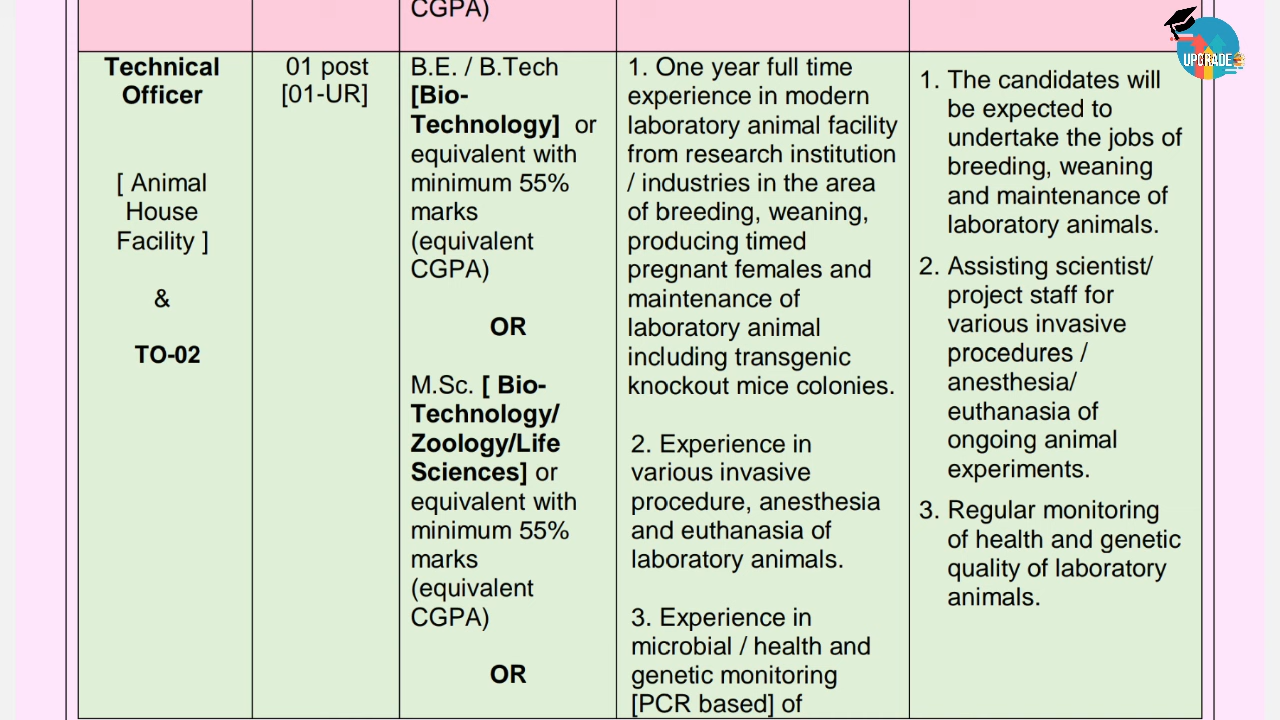 CGPA)
UPGRADE
Technical
Officer
[ Animal
House
Facility ]
&
TO-02
01 post
[01-UR]
B.E. / B.Tech
[Bio-
Technology] or
equivalent with
minimum 55%
marks
(equivalent
CGPA)
OR
M.Sc. [ Bio-
Technology/
Zoology/Life
Sciences] or
equivalent with
minimum 55%
marks
(equivalent
CGPA)
OR
1. One year full time
experience in modern
laboratory animal facility
from research institution
/ industries in the area
of breeding, weaning,
producing timed
pregnant females and
maintenance of
laboratory animal
including transgenic
knockout mice colonies.
2. Experience in
various invasive
procedure, anesthesia
and euthanasia of
laboratory animals.
3. Experience in
microbial / health and
genetic monitoring
[PCR based] of
1. The candidates will
be expected to
undertake the jobs of
breeding, weaning
and maintenance of
laboratory animals.
2. Assisting scientist/
project staff for
various invasive
procedures /
anesthesia/
euthanasia of
ongoing animal
experiments.
3. Regular monitoring
of health and genetic
quality of laboratory
animals.